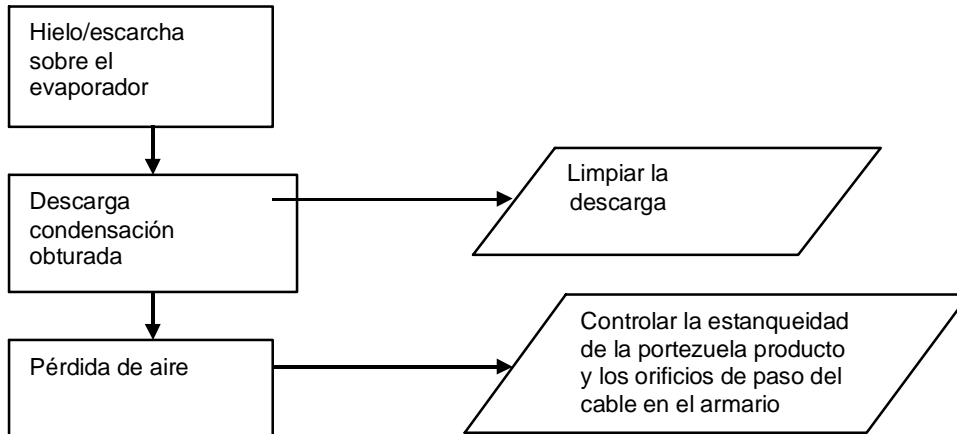 Hielo/escarcha
sobre el
evaporador
Descarga
condensación
obturada
Limpiar la
descarga
Pérdida de aire
Controlar la estanqueidad
de la portezuela producto
y los orificios de paso del
cable en el armario